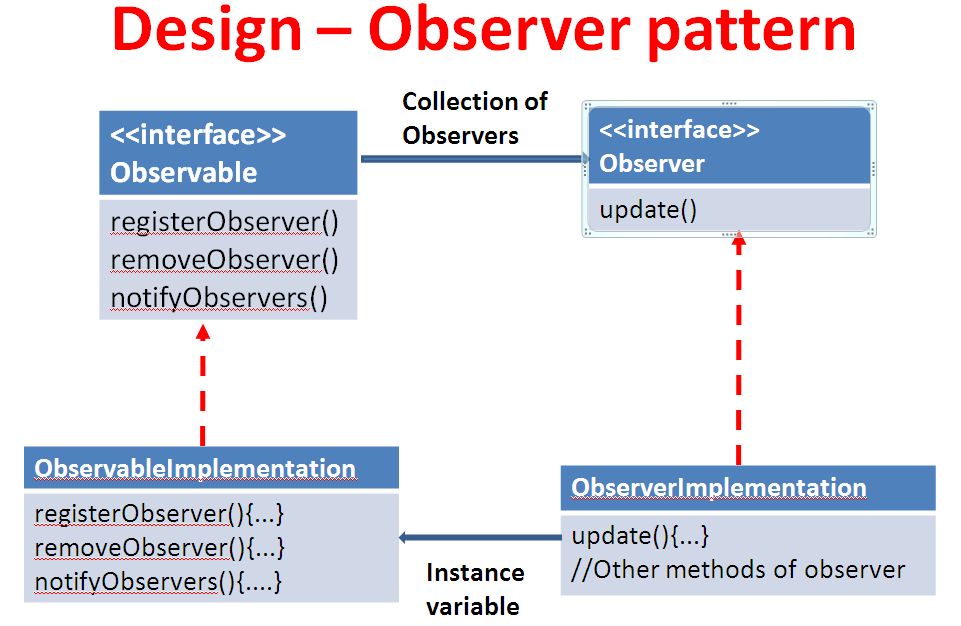 Design – Observer pattern
Collection of
Observers
<<interface>>
Observable
registerObserver()
removeObserver()
notifyObservers()
<<interface>>
Observer
update()
ObservableImplementation
registerObserver(){...}
removeObserver(){...}
notifyObservers(){....}
Instance
variable
ObserverImplementation
update(){...}
//Other methods of observer